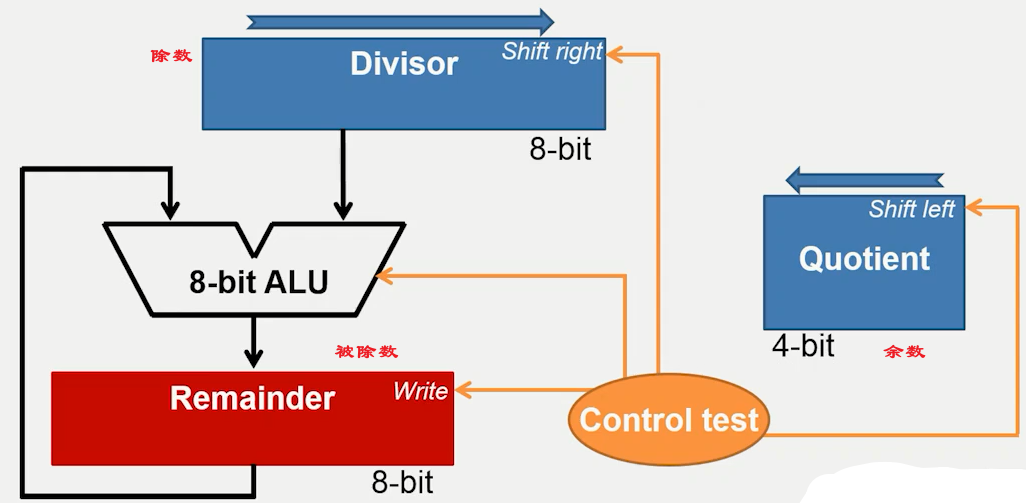 除数
Divisor
Shift right
8-bit
Shift left
Quotient
4-bit
余数
8-bit ALU
被除数
Remainder
Write
8-bit
Control test